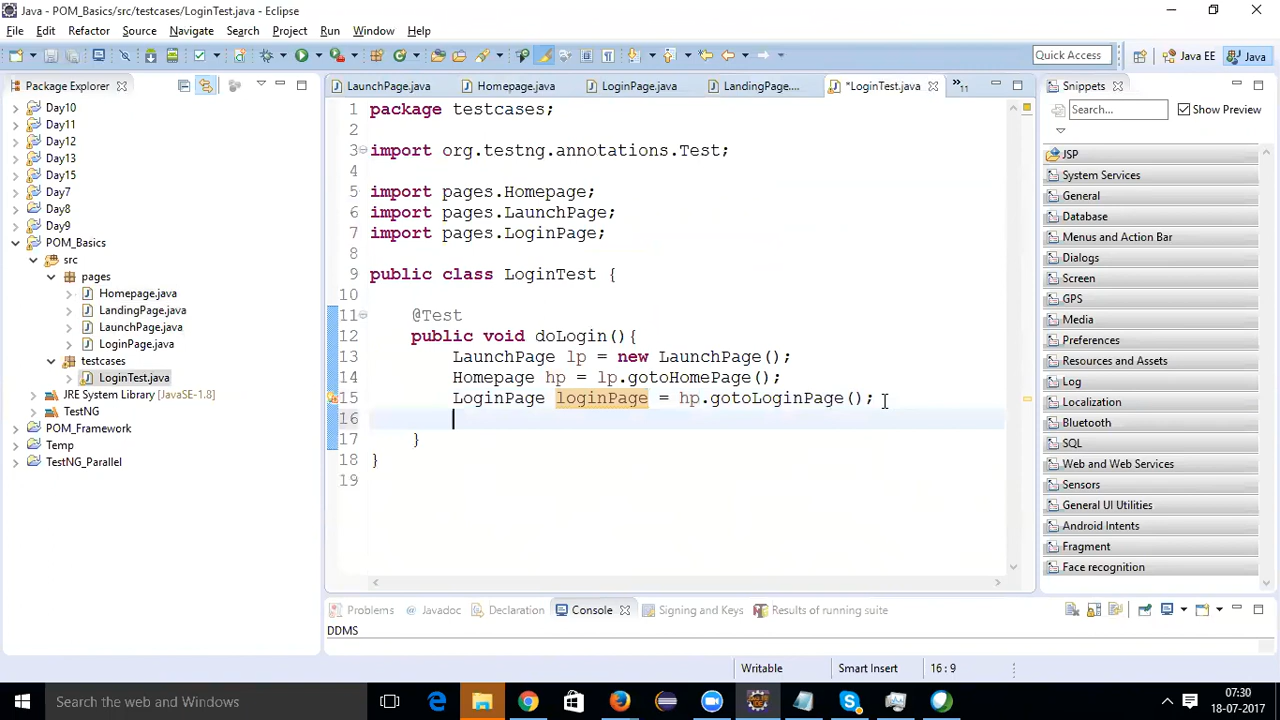 Java - POM_Basics/src/testcases/LoginTest.java - Eclipse
File Edit Refactor Source Navigate Search Project Run Window Help
Quick Access
Java EE
Java
Package Explorer
LaunchPage.java
Homepage.java
LoginPage.java
LandingPage....
*LoginTest.java
»11
Snippets
Day10
Day11
Day12
Day13
Day15
Day7
Day8
Day9
POM_Basics
src
pages
Homepage.java
LandingPage.java
LaunchPage.java
LoginPage.java
testcases
LoginTest.java
JRE System Library [JavaSE-1.8]
TestNG
POM_Framework
Temp
TestNG_Parallel
1 package testcases;
2
3 import org.testng.annotations.Test;
4
5 import pages.Homepage;
6 import pages.LaunchPage;
7 import pages.LoginPage;
8
9 public class LoginTest {
10
11 @Test
12 public void doLogin(){
13 LaunchPage lp = new LaunchPage();
14 Homepage hp = lp.gotoHomePage();
15 LoginPage loginPage = hp.gotoLoginPage();
16
17 }
18 }
19
Search...
Show Preview
JSP
System Services
General
Database
Menus and Action Bar
Dialogs
Screen
GPS
Media
Preferences
Resources and Assets
Log
Localization
Bluetooth
SQL
Web and Web Services
Sensors
General UI Utilities
Android Intents
Fragment
Face recognition
Problems
Javadoc
Declaration
Console
Signing and Keys
Results of running suite
DDMS
Writable
Smart Insert
16 : 9
Search the web and Windows
07:30
18-07-2017